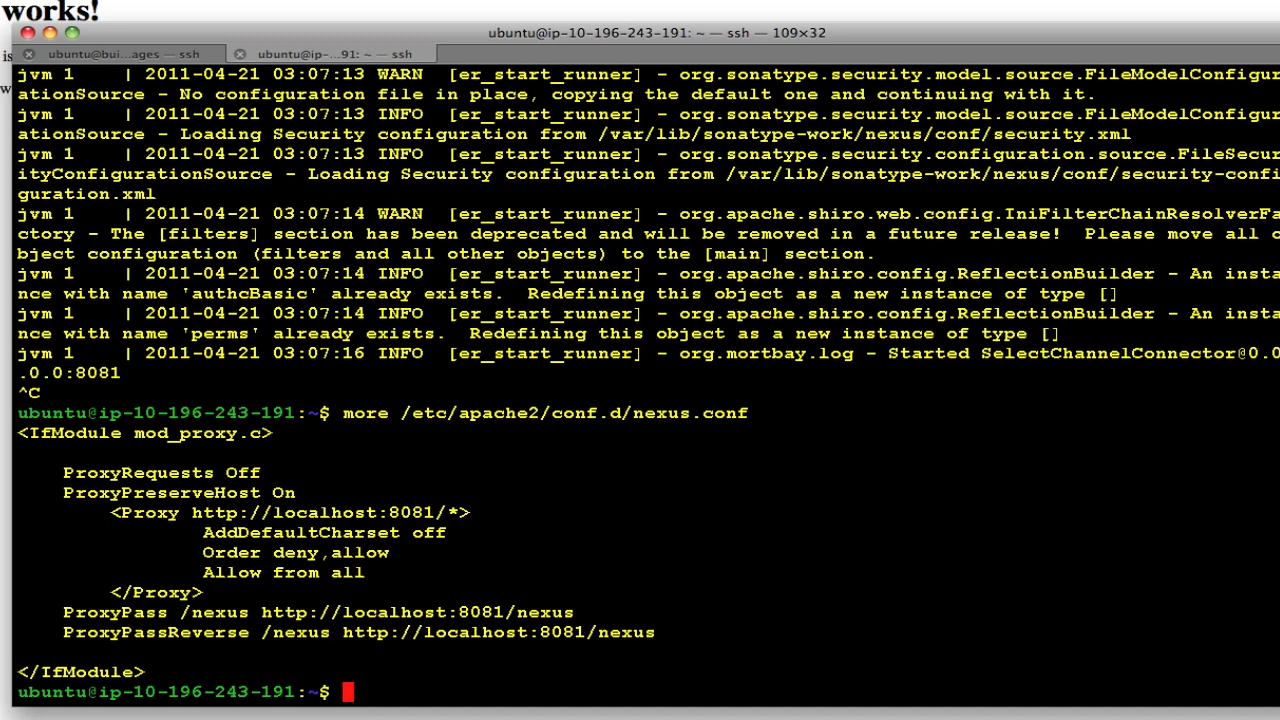 works!
ubuntu@ip-10-196-243-191: ~ — ssh — 109×32
is
ubuntu@bui...ages — ssh
ubuntu@ip-...91: ~ — ssh
w
jvm 1    | 2011-04-21 03:07:13 WARN  [er_start_runner] - org.sonatype.security.model.source.FileModelConfigur
ationSource - No configuration file in place, copying the default one and continuing with it.
jvm 1    | 2011-04-21 03:07:13 INFO  [er_start_runner] - org.sonatype.security.model.source.FileModelConfigur
ationSource - Loading Security configuration from /var/lib/sonatype-work/nexus/conf/security.xml
jvm 1    | 2011-04-21 03:07:13 INFO  [er_start_runner] - org.sonatype.security.configuration.source.FileSecur
ityConfigurationSource - Loading Security configuration from /var/lib/sonatype-work/nexus/conf/security-confi
guration.xml
jvm 1    | 2011-04-21 03:07:14 WARN  [er_start_runner] - org.apache.shiro.web.config.IniFilterChainResolverFa
ctory - The [filters] section has been deprecated and will be removed in a future release!  Please move all o
bject configuration (filters and all other objects) to the [main] section.
jvm 1    | 2011-04-21 03:07:14 INFO  [er_start_runner] - org.apache.shiro.config.ReflectionBuilder - An insta
nce with name 'authcBasic' already exists.  Redefining this object as a new instance of type []
jvm 1    | 2011-04-21 03:07:14 INFO  [er_start_runner] - org.apache.shiro.config.ReflectionBuilder - An insta
nce with name 'perms' already exists.  Redefining this object as a new instance of type []
jvm 1    | 2011-04-21 03:07:16 INFO  [er_start_runner] - org.mortbay.log - Started SelectChannelConnector@0.0
.0.0:8081
^C
ubuntu@ip-10-196-243-191:~$ more /etc/apache2/conf.d/nexus.conf
<IfModule mod_proxy.c>
ProxyRequests Off
ProxyPreserveHost On
<Proxy http://localhost:8081/*>
AddDefaultCharset off
Order deny,allow
Allow from all
</Proxy>
ProxyPass /nexus http://localhost:8081/nexus
ProxyPassReverse /nexus http://localhost:8081/nexus
</IfModule>
ubuntu@ip-10-196-243-191:~$